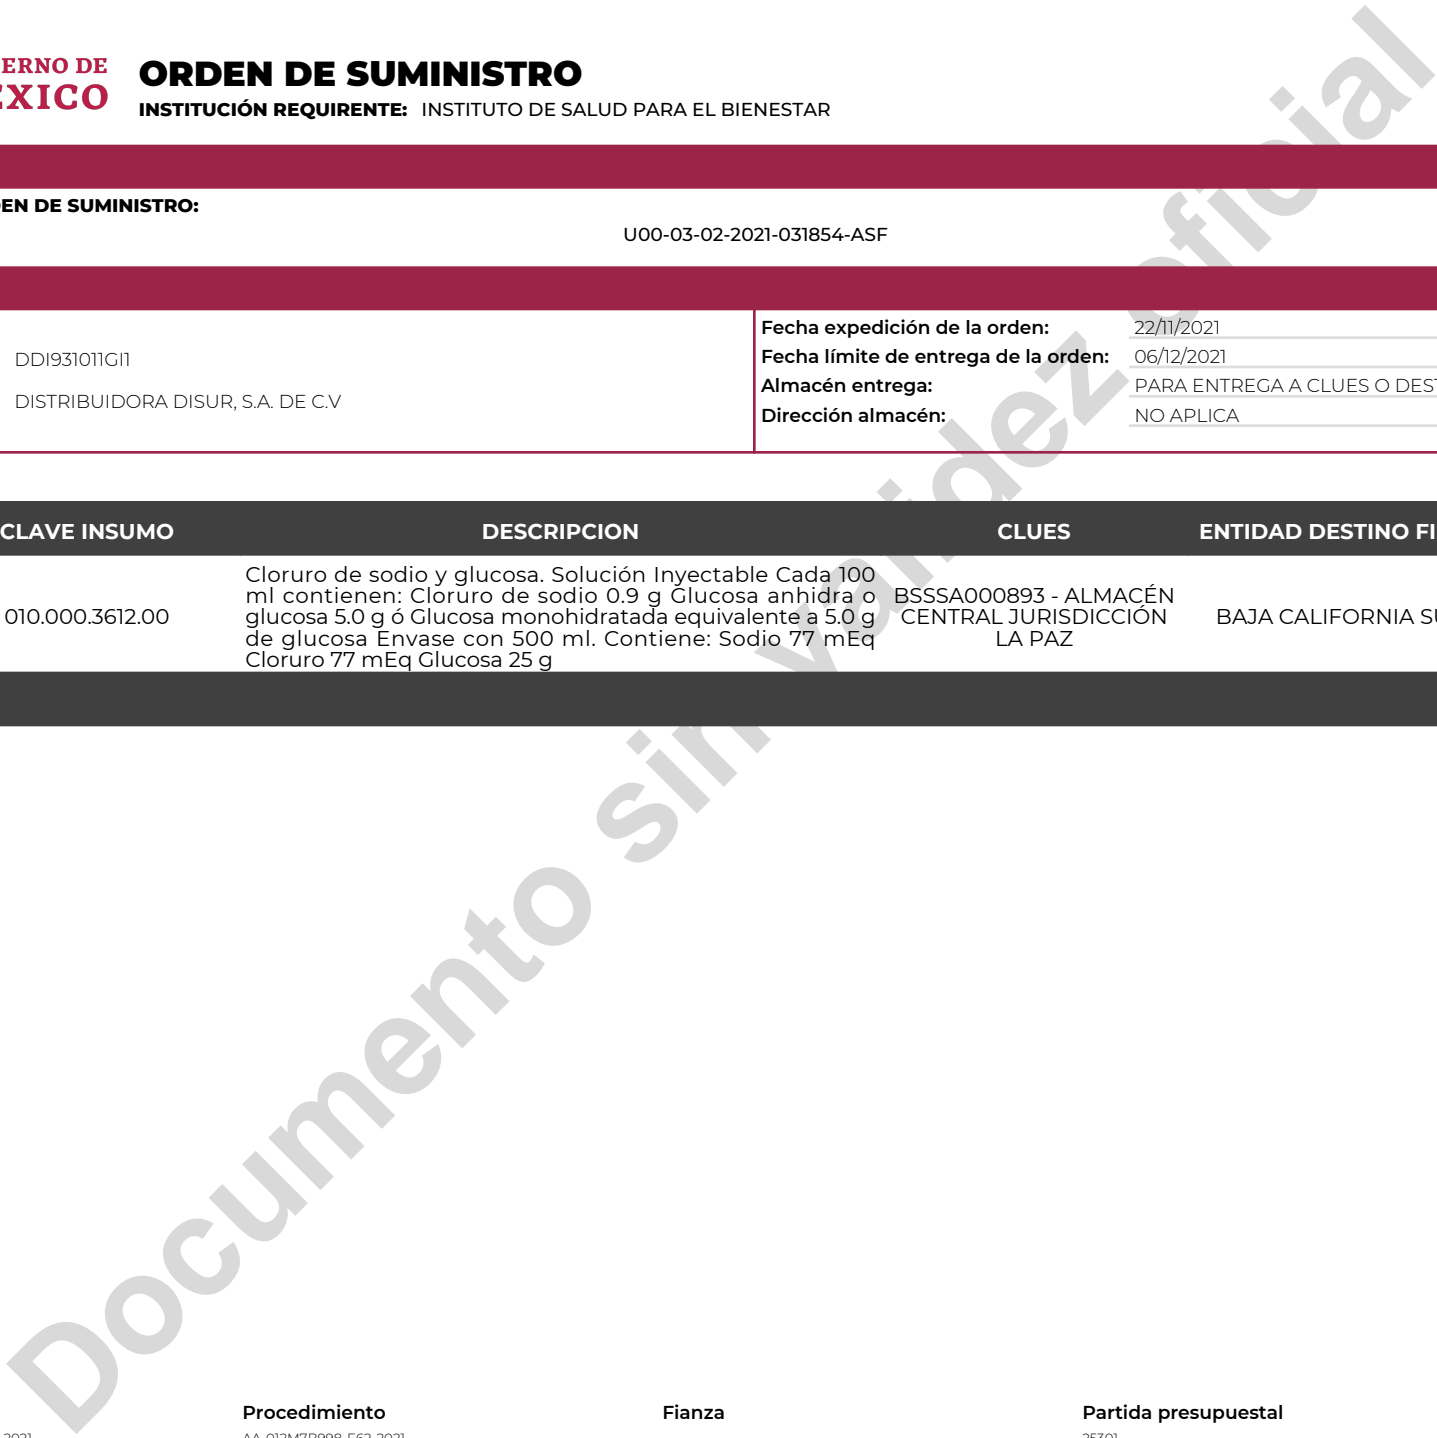 ERNO DE
ORDEN DE SUMINISTRO
INSTITUCIÓN REQUIRENTE: INSTITUTO DE SALUD PARA EL BIENESTAR
EN DE SUMINISTRO:
U00-03-02-2021-031854-ASF
DDI931011GI1
DISTRIBUIDORA DISUR, S.A. DE C.V
Fecha expedición de la orden: 22/11/2021
Fecha límite de entrega de la orden: 06/12/2021
Almacén entrega: PARA ENTREGA A CLUES O DEST
Dirección almacén: NO APLICA
CLAVE INSUMO DESCRIPCION CLUES ENTIDAD DESTINO FI
010.000.3612.00
Cloruro de sodio y glucosa. Solución Inyectable Cada 100
ml contienen: Cloruro de sodio 0.9 g Glucosa anhidra o
glucosa 5.0 g ó Glucosa monohidratada equivalente a 5.0 g
de glucosa Envase con 500 ml. Contiene: Sodio 77 mEq
Cloruro 77 mEq Glucosa 25 g
BSSSA000893 - ALMACÉN
CENTRAL JURISDICCIÓN
LA PAZ
BAJA CALIFORNIA SU
Documento sin validez oficial
Procedimiento Fianza Partida presupuestal